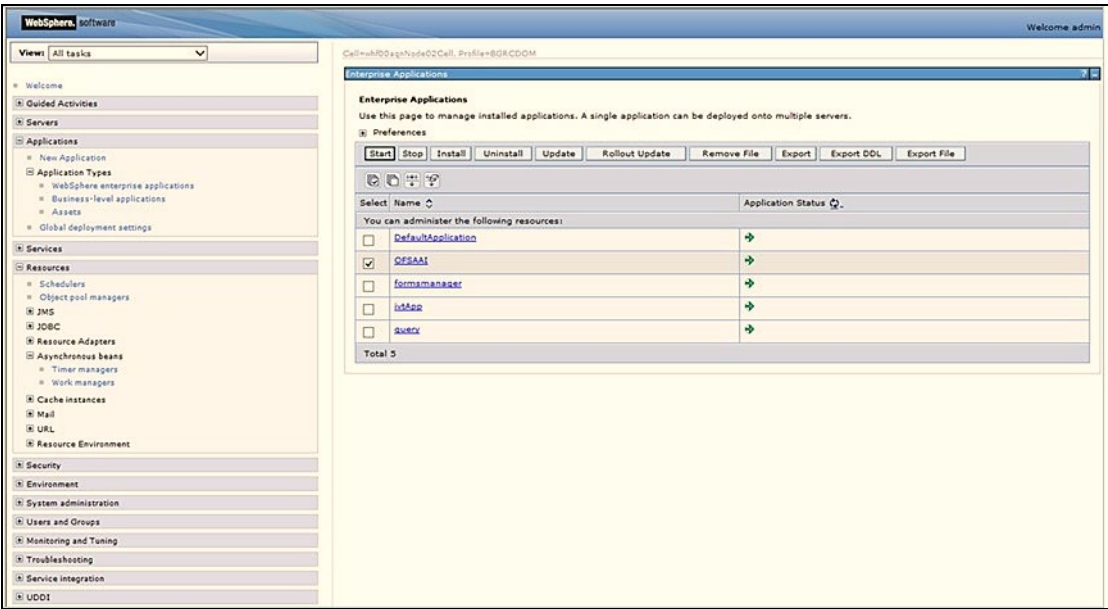 WebSphere. software
Welcome admin
View: All tasks
Welcome
Guided Activities
Servers
Applications
New Application
Application Types
WebSphere enterprise applications
Business-level applications
Assets
Global deployment settings
Services
Resources
Schedulers
Object pool managers
JMS
JDBC
Resource Adapters
Asynchronous beans
Timer managers
Work managers
Cache instances
Mail
URL
Resource Environment
Security
Environment
System administration
Users and Groups
Monitoring and Tuning
Troubleshooting
Service integration
UDDI
Cell=whf00aqnNode02Cell, Profile=BGRCDOM
Enterprise Applications ? -
Enterprise Applications
Use this page to manage installed applications. A single application can be deployed onto multiple servers.
Preferences
Start Stop Install Uninstall Update Rollout Update Remove File Export Export DDL Export File
Select Name Application Status
You can administer the following resources:
DefaultApplication
OFSAAI
formsmanager
ivtApp
query
Total 5